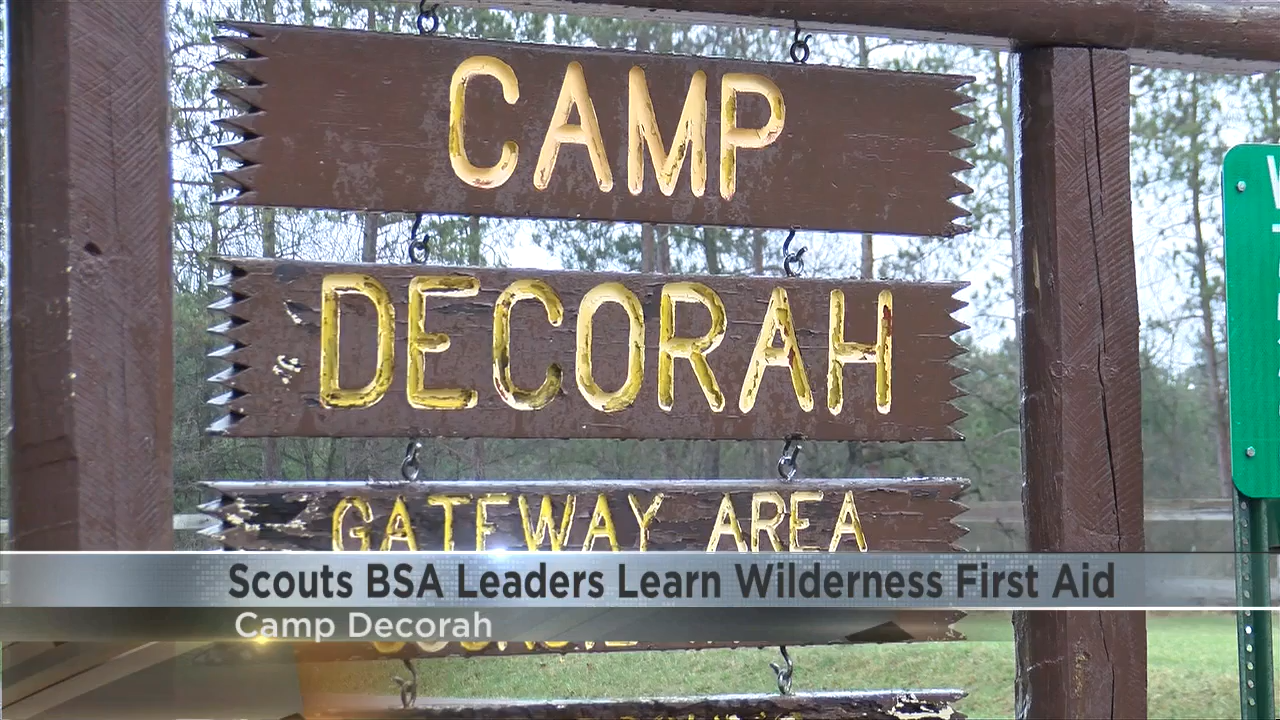 CAMP
DECORAH
GATEWAY AREA
Scouts BSA Leaders Learn Wilderness First Aid
Camp Decorah